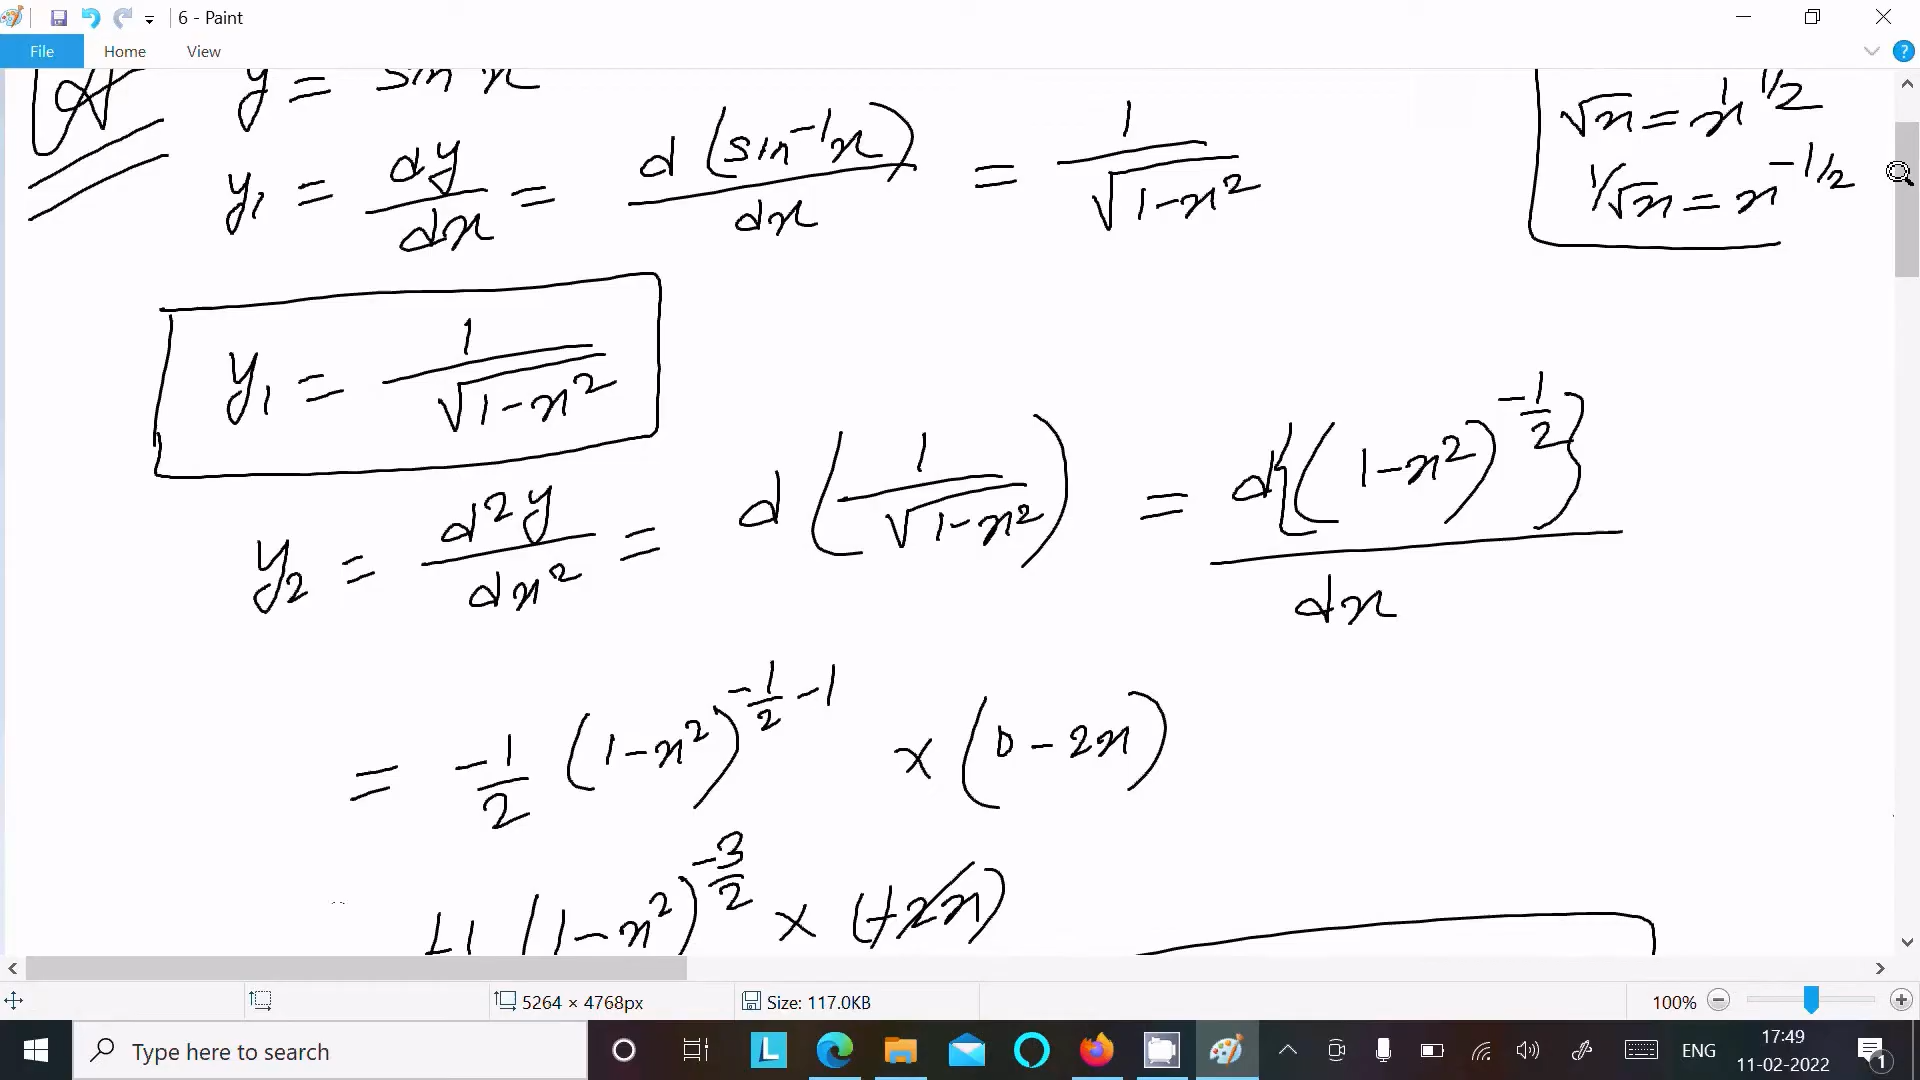 6 - Paint
File Home View
y = sin⁻¹x
√x = x^1/2
y₁ = dy/dx = d (sin⁻¹x)/dx = 1/√1-x²
1/√x = x^-1/2
y₁ = 1/√1-x²
y₂ = d²y/dx² = d (1/√1-x²) = d{(1-x²)^-1/2}/dx
= -1/2 (1-x²)^-1/2 -1 × (0 - 2x)
(1-x²)^-3/2 × (-2x)
5264 × 4768px Size: 117.0KB 100%
Type here to search
ENG 17:49
11-02-2022
1